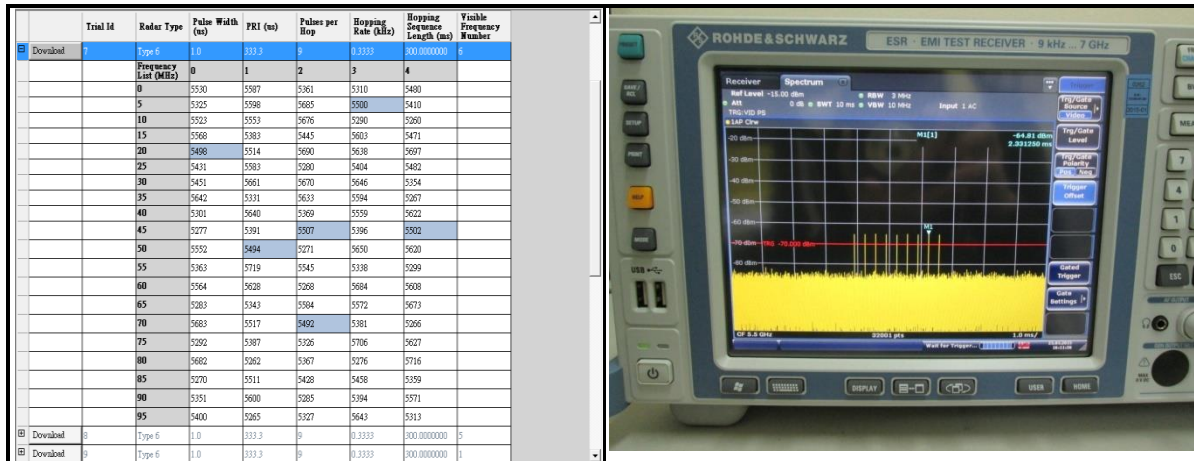 Trial Id Radar Type Pulse Width (us) PRI (us) Pulses per Hop Hopping Rate (kHz) Hopping Sequence Length (ms) Visible Frequency Number
Download 7 Type 6 1.0 333.3 9 0.3333 300.0000000 6
Frequency List (MHz) 0 1 2 3 4
0 5530 5587 5361 5310 5480
5 5325 5598 5685 5500 5410
10 5523 5553 5676 5290 5260
15 5568 5383 5445 5603 5471
20 5498 5514 5690 5638 5697
25 5431 5583 5280 5404 5482
30 5451 5661 5670 5646 5354
35 5642 5331 5633 5594 5267
40 5301 5640 5369 5559 5622
45 5277 5391 5507 5396 5502
50 5552 5494 5271 5650 5620
55 5363 5719 5545 5338 5299
60 5564 5628 5268 5684 5608
65 5283 5343 5584 5572 5673
70 5683 5517 5492 5381 5266
75 5292 5387 5326 5706 5627
80 5682 5262 5367 5276 5716
85 5270 5511 5428 5458 5359
90 5351 5600 5285 5394 5571
95 5400 5265 5327 5643 5313
Download 8 Type 6 1.0 333.3 9 0.3333 300.0000000 5
Download 9 Type 6 1.0 333.3 9 0.3333 300.0000000 1
ROHDE&SCHWARZ ESR · EMI TEST RECEIVER · 9 kHz ... 7 GHz
PRESET
SETUP
PRINT
HELP
MODE
USB
Receiver Spectrum
Ref Level -15.00 dBm RBW 3 MHz
Att 0 dB SWT 10 ms VBW 10 MHz Input 1 AC
TRG:VID PS
1AP Clrw
M1[1] -64.81 dBm
2.331250 ms
-20 dBm
-30 dBm
-40 dBm
-50 dBm
-60 dBm
M1
-70 dBm TRG -70.000 dBm
-80 dBm
CF 5.5 GHz 32001 pts 1.0 ms/
Wait for Trigger...
Trigger
Trg/Gate Source
Video
Trg/Gate Level
Trg/Gate Polarity
Pos Neg
Trigger Offset
Gated Trigger
Gate Settings
7
4
1
0
ESC
DISPLAY
USER
HOME